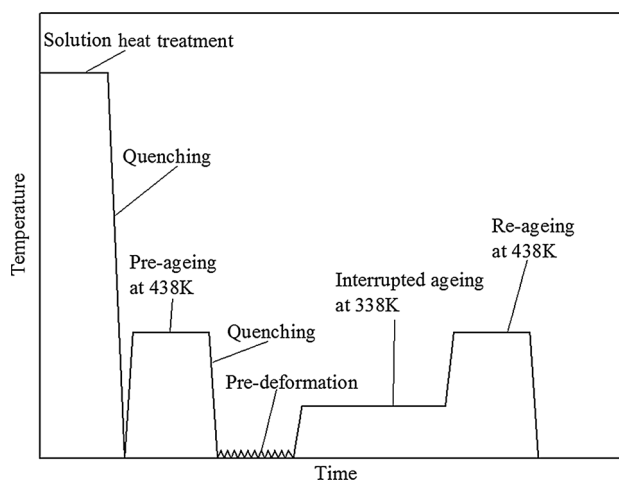 Solution heat treatment
Quenching
Pre-ageing
at 438K
Quenching
Pre-deformation
Interrupted ageing
at 338K
Re-ageing
at 438K
Temperature
Time